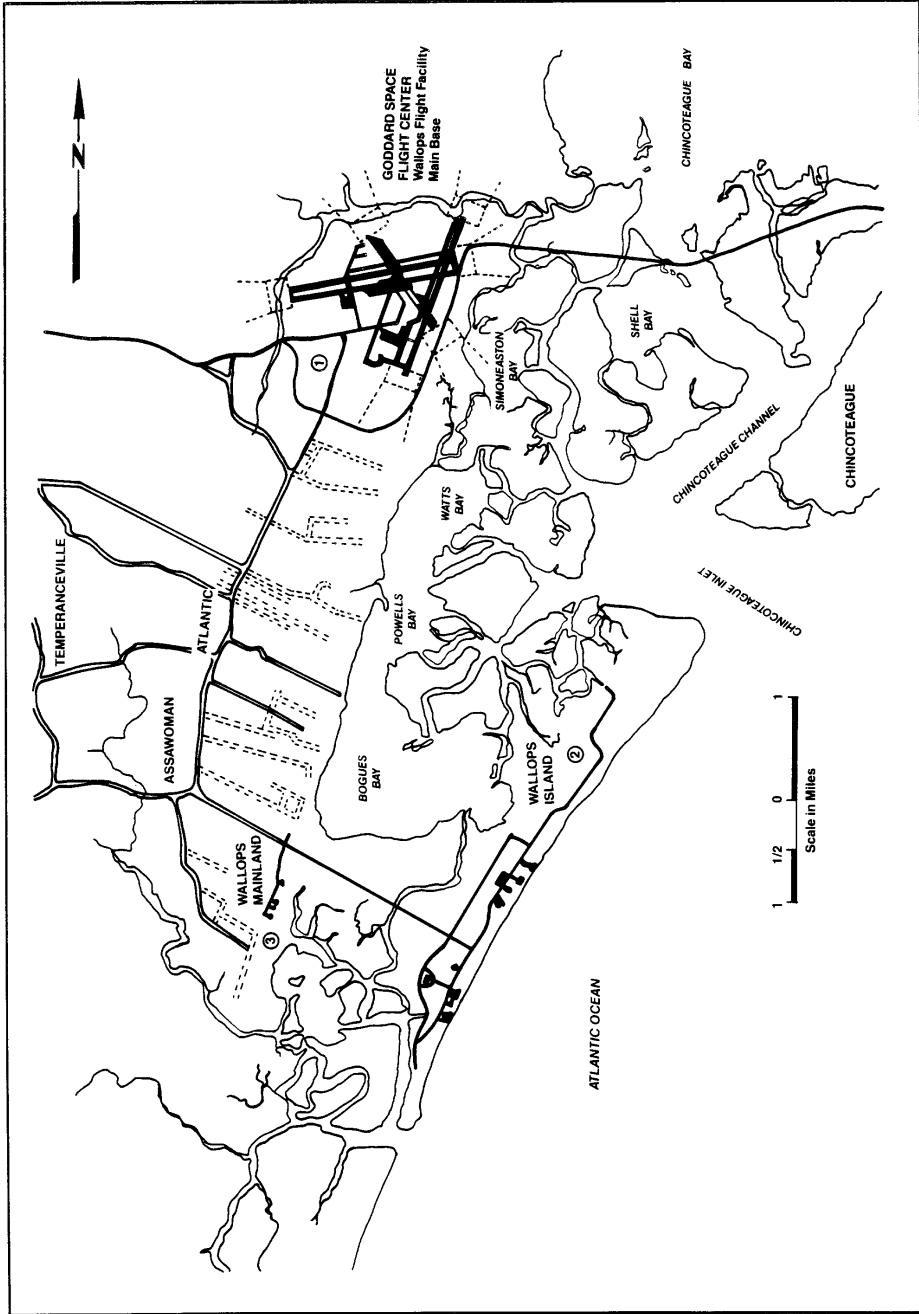 N
GODDARD SPACE
FLIGHT CENTER
Wallops Flight Facility
Main Base
CHINCOTEAGUE BAY
TEMPERANCEVILLE
ATLANTIC
ASSAWOMAN
1
SIMONEASTON
BAY
SHELL
BAY
WATTS
BAY
POWELLS
BAY
BOGUES
BAY
CHINCOTEAGUE CHANNEL
CHINCOTEAGUE
CHINCOTEAGUE INLET
WALLOPS
MAINLAND
3
WALLOPS
ISLAND
2
ATLANTIC OCEAN
1 1/2 0 1
Scale in Miles